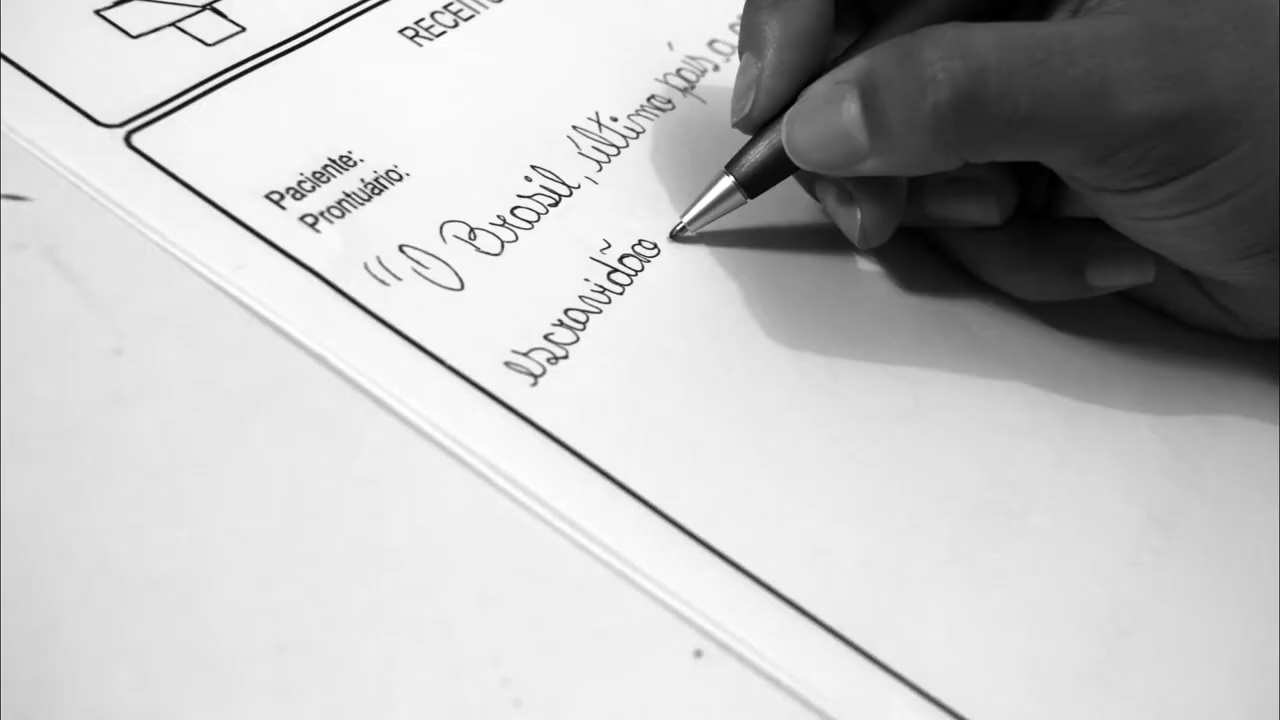 RECEITU
Paciente:
Prontuário:
"O Brasil, último país a
escravidão